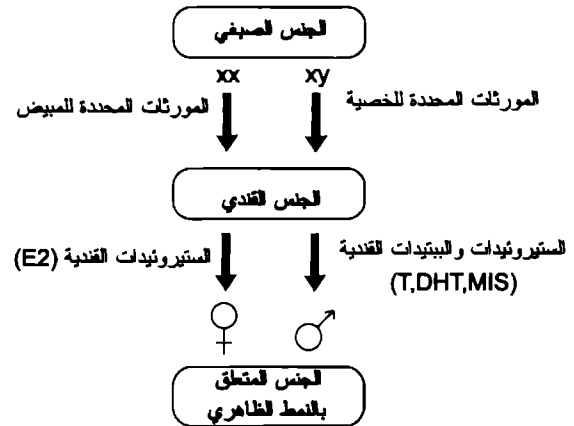 الجنس الصبغي
xy
xx
المورثات المحددة للخصية
المورثات المحددة للمبيض
الجنس القندي
الستيروئيدات والببتيدات القندية
(T,DHT,MIS)
الستيروئيدات القندية (E2)
الجنس المتعلق
بالنمط الظاهري